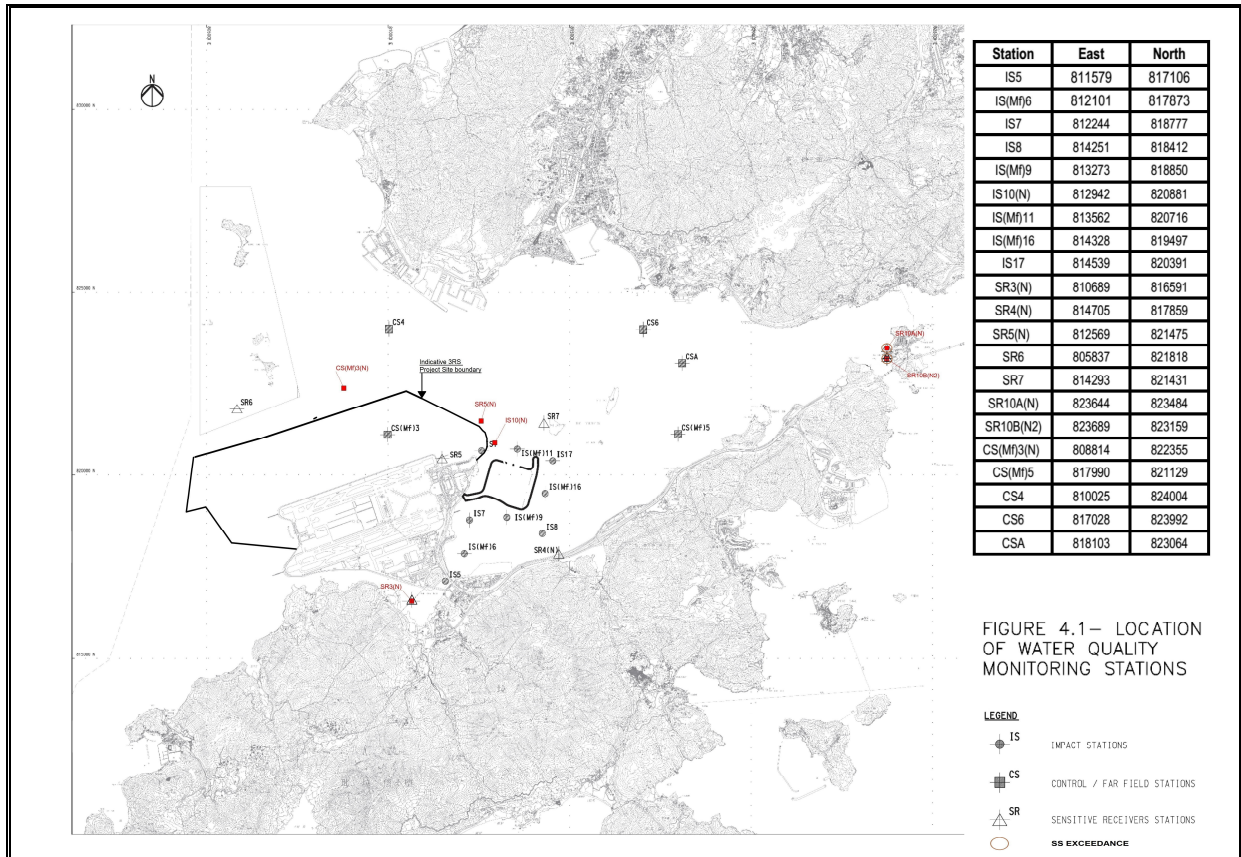 N
830000 N
825000 N
820000 N
815000 N
CS4
CS6
CSA
SR10A(N)
SR10B(N2)
CS(Mf)3(N)
Indicative 3RS
Project Site boundary
SR6
SR5(N)
SR7
CS(Mf)3
IS10(N)
CS(Mf)5
SR5
IS(Mf)11
IS17
IS(Mf)16
IS7
IS(Mf)9
IS8
IS(Mf)6
SR4(N)
IS5
SR3(N)
Station East North
IS5 811579 817106
IS(Mf)6 812101 817873
IS7 812244 818777
IS8 814251 818412
IS(Mf)9 813273 818850
IS10(N) 812942 820881
IS(Mf)11 813562 820716
IS(Mf)16 814328 819497
IS17 814539 820391
SR3(N) 810689 816591
SR4(N) 814705 817859
SR5(N) 812569 821475
SR6 805837 821818
SR7 814293 821431
SR10A(N) 823644 823484
SR10B(N2) 823689 823159
CS(Mf)3(N) 808814 822355
CS(Mf)5 817990 821129
CS4 810025 824004
CS6 817028 823992
CSA 818103 823064
FIGURE 4.1– LOCATION
OF WATER QUALITY
MONITORING STATIONS
LEGEND
IS
IMPACT STATIONS
CS
CONTROL / FAR FIELD STATIONS
SR
SENSITIVE RECEIVERS STATIONS
SS EXCEEDANCE